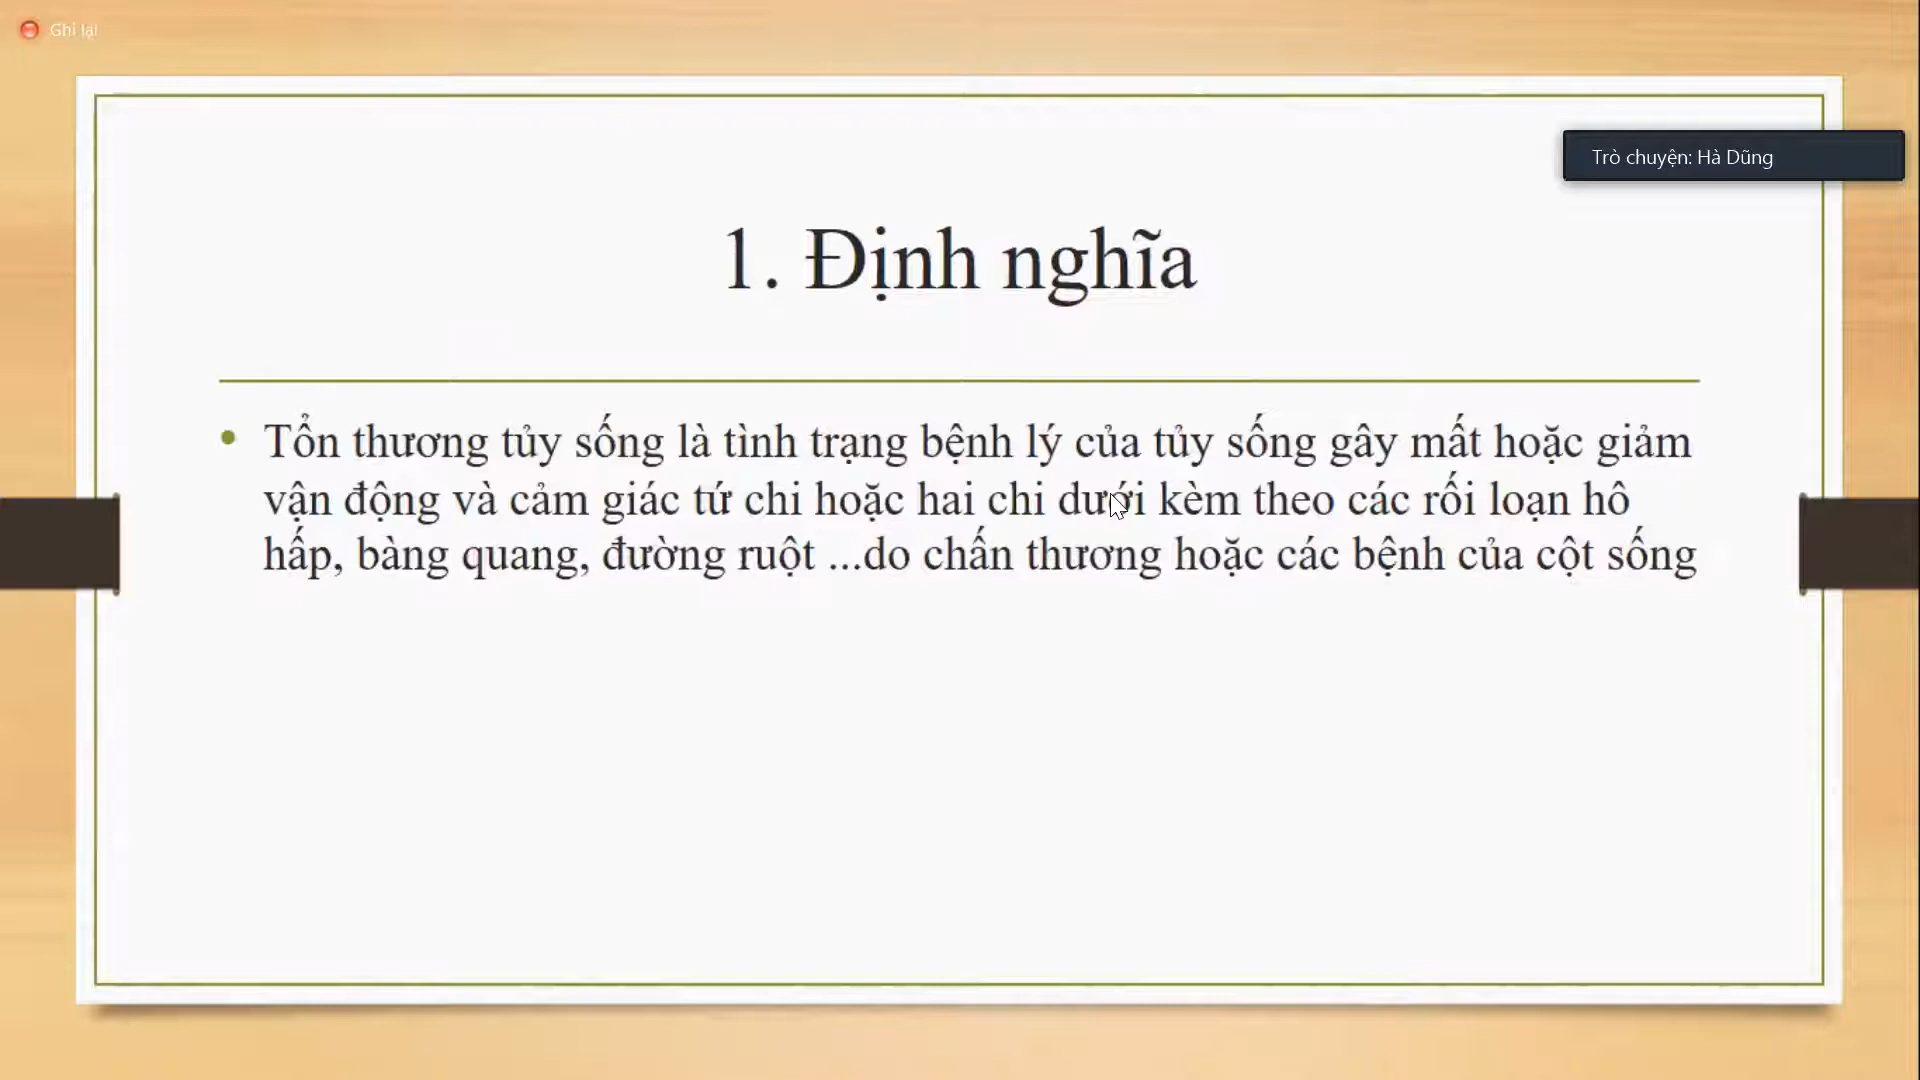 Ghi lại
Trò chuyện: Hà Dũng
1. Định nghĩa
• Tổn thương tủy sống là tình trạng bệnh lý của tủy sống gây mất hoặc giảm
vận động và cảm giác tứ chi hoặc hai chi dưới kèm theo các rối loạn hô
hấp, bàng quang, đường ruột ...do chấn thương hoặc các bệnh của cột sống